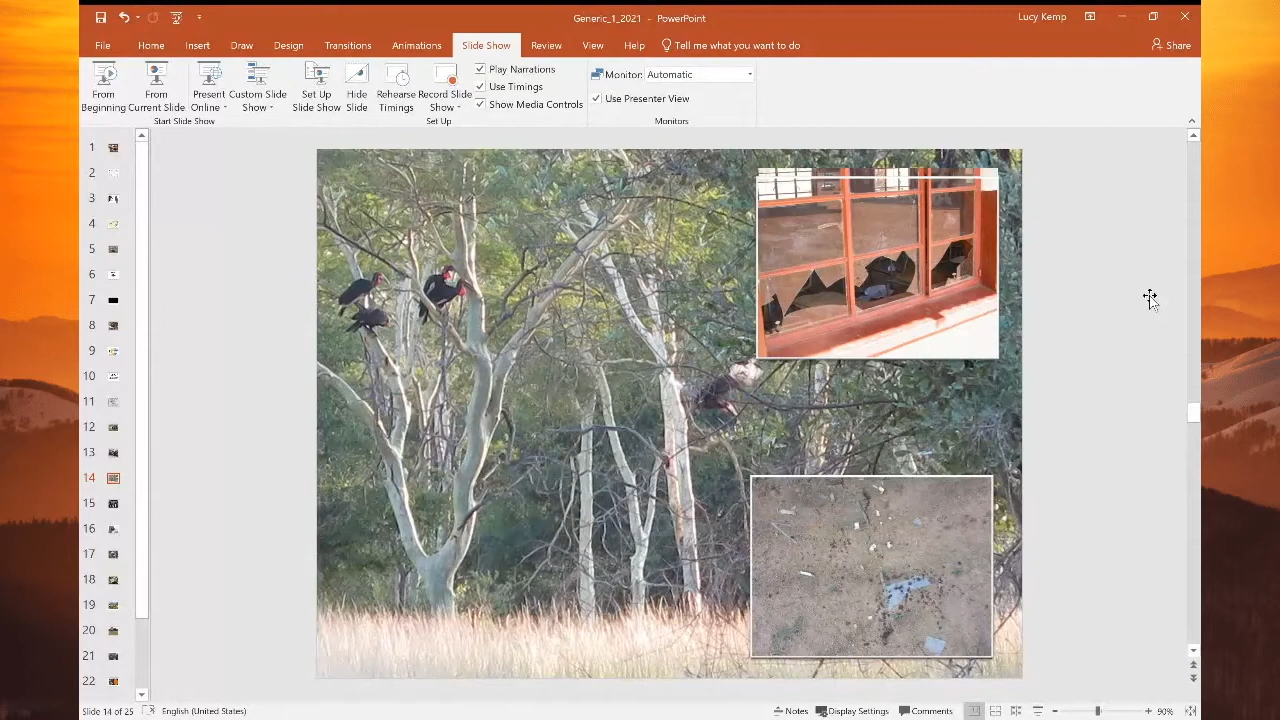 Generic_1_2021 - PowerPoint
Lucy Kemp
File Home Insert Draw Design Transitions Animations Slide Show Review View Help Tell me what you want to do Share
From Beginning
From Current Slide
Present Online
Custom Slide Show
Start Slide Show
Set Up Slide Show
Hide Slide
Rehearse Timings
Record Slide Show
Play Narrations
Use Timings
Show Media Controls
Set Up
Monitor: Automatic
Use Presenter View
Monitors
1
2
3
4
5
6
7
8
9
10
11
12
13
14
15
16
17
18
19
20
21
22
Slide 14 of 25 English (United States) Notes Display Settings Comments 90%